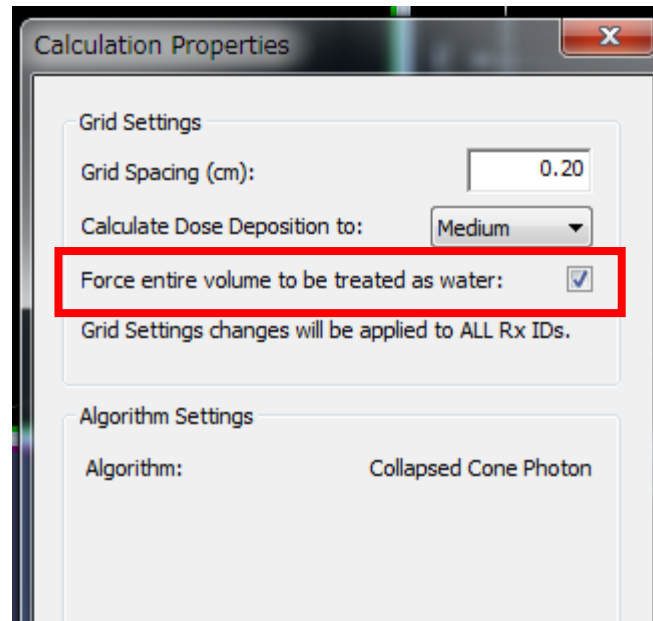 Calculation Properties
Grid Settings
Grid Spacing (cm): 0.20
Calculate Dose Deposition to: Medium
Force entire volume to be treated as water:
Grid Settings changes will be applied to ALL Rx IDs.
Algorithm Settings
Algorithm: Collapsed Cone Photon